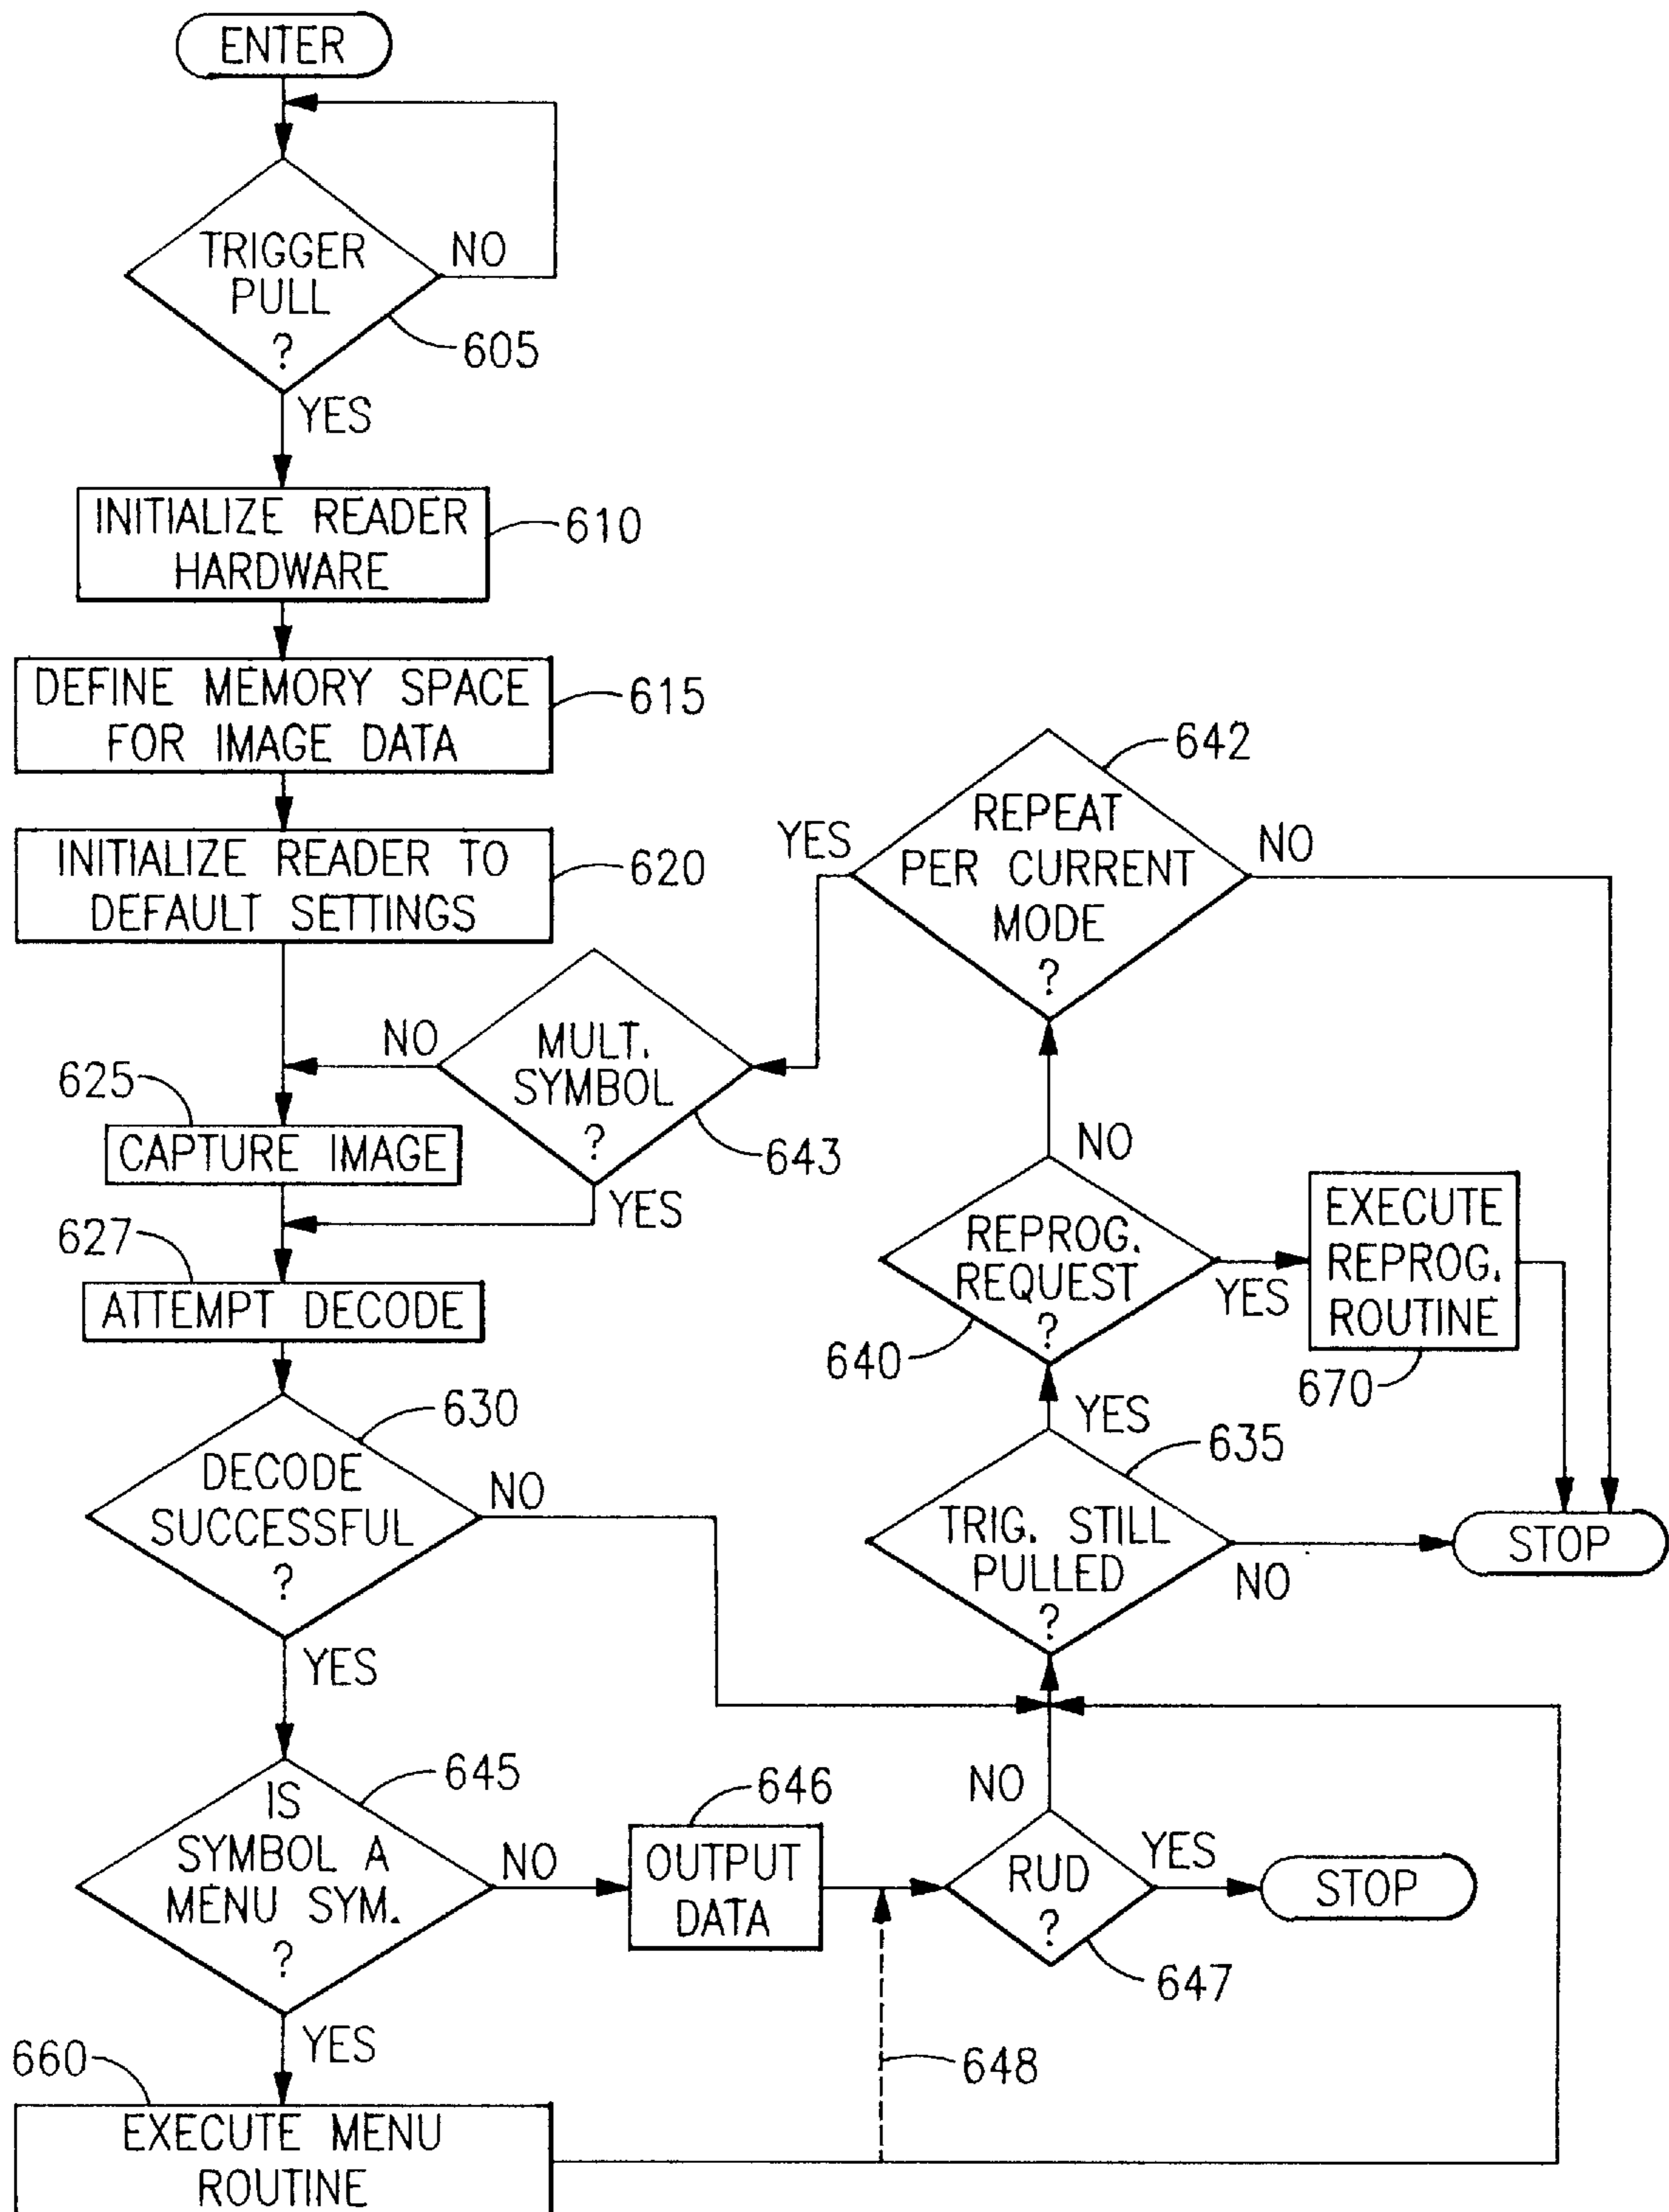 ENTER
TRIGGER
PULL
?
NO
605
YES
INITIALIZE READER
HARDWARE
610
DEFINE MEMORY SPACE
FOR IMAGE DATA
615
INITIALIZE READER TO
DEFAULT SETTINGS
620
625
CAPTURE IMAGE
627
ATTEMPT DECODE
MULT.
SYMBOL
?
NO
643
YES
REPEAT
PER CURRENT
MODE
?
642
YES
NO
NO
REPROG.
REQUEST
?
640
YES
EXECUTE
REPROG.
ROUTINE
670
YES
TRIG. STILL
PULLED
?
635
NO
STOP
630
DECODE
SUCCESSFUL
?
NO
YES
IS
SYMBOL A
MENU SYM.
?
645
NO
646
OUTPUT
DATA
NO
RUD
?
YES
647
STOP
648
YES
660
EXECUTE MENU
ROUTINE